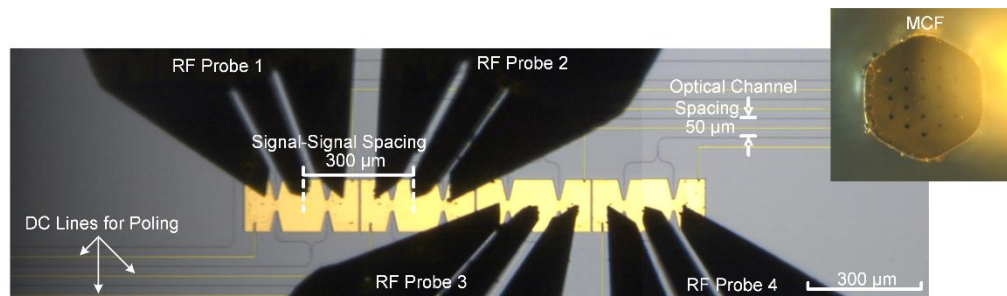 MCF
RF Probe 1
RF Probe 2
Optical Channel
Spacing
50 µm
Signal-Signal Spacing
300 µm
DC Lines for Poling
RF Probe 3
RF Probe 4
300 µm